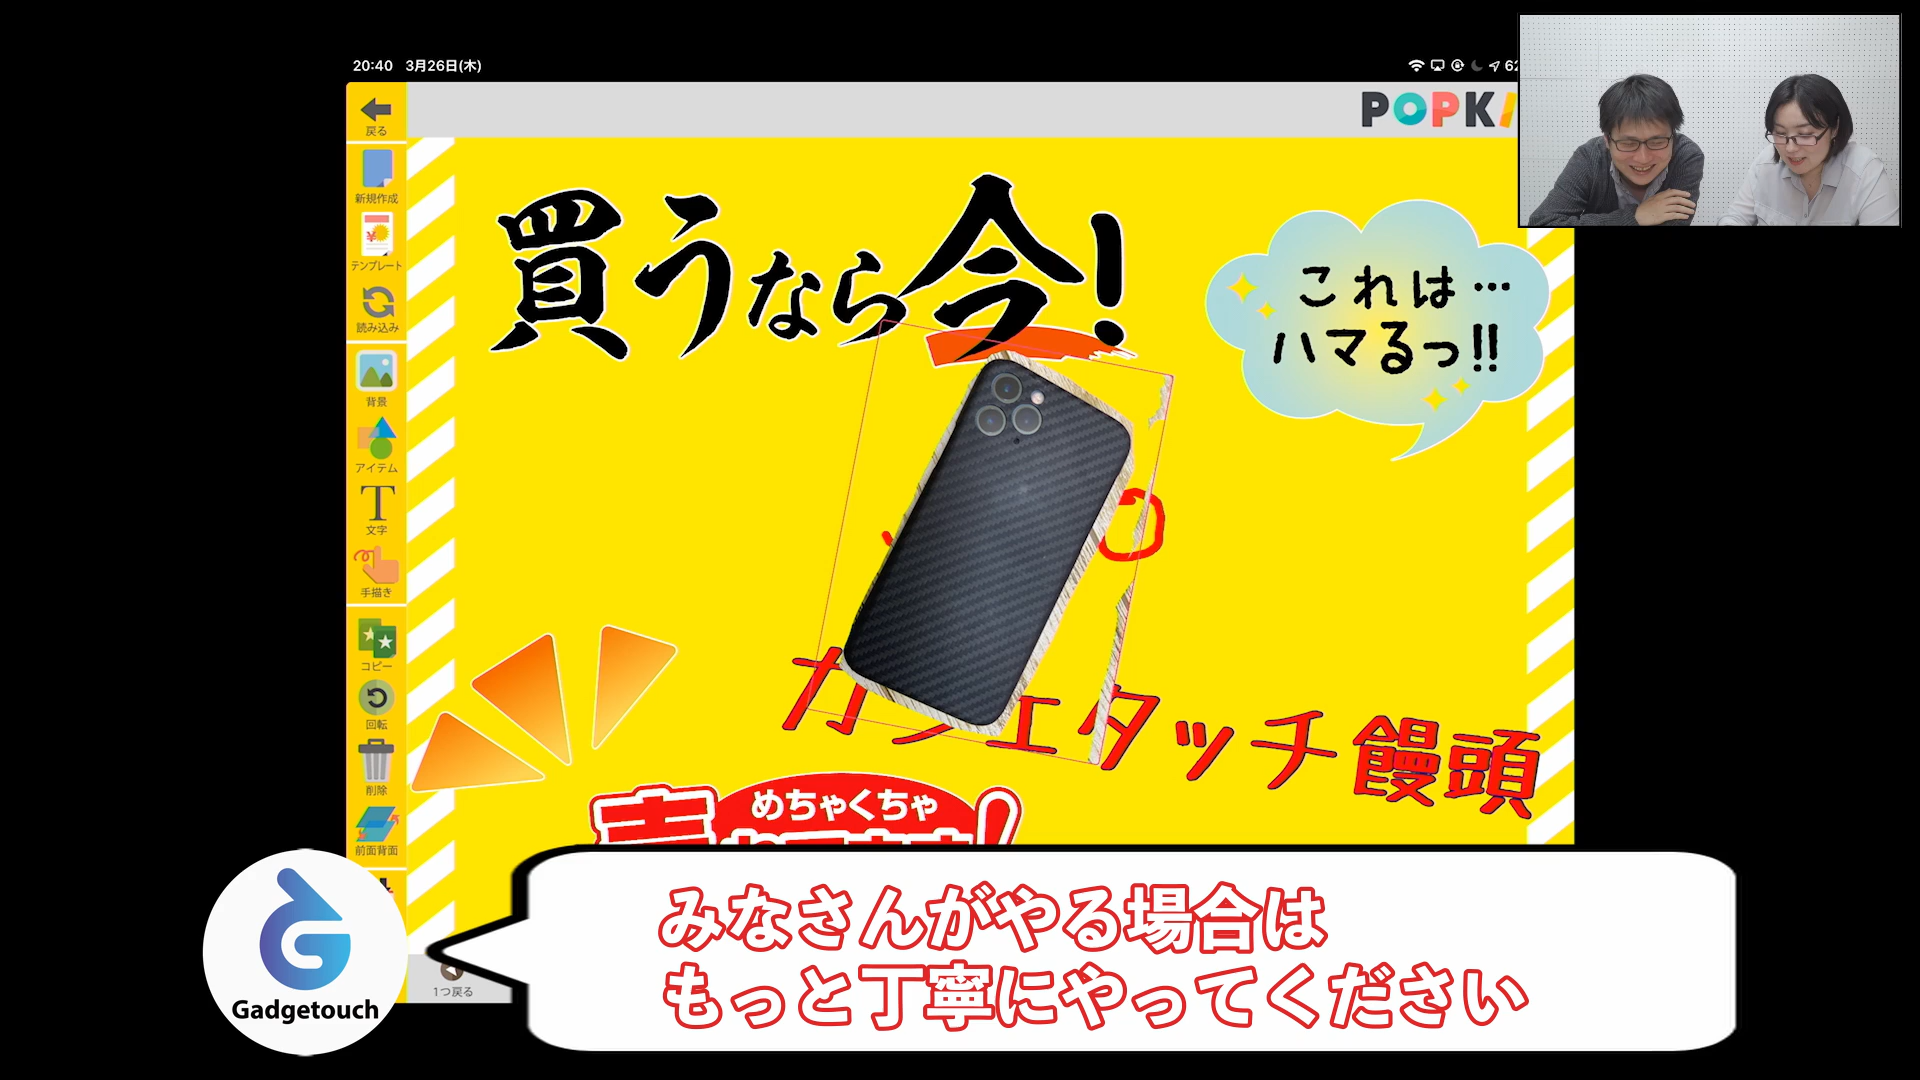 20:40 3月26日(木)
戻る
POPK
新規作成
テンプレート
読み込み
背景
アイテム
文字
手描き
コピー
回転
削除
前面背面
1つ戻る
買うなら今!
これは…
ハマるっ!!
タッチ饅頭
めちゃくちゃ
Gadgetouch
みなさんがやる場合は
もっと丁寧にやってください